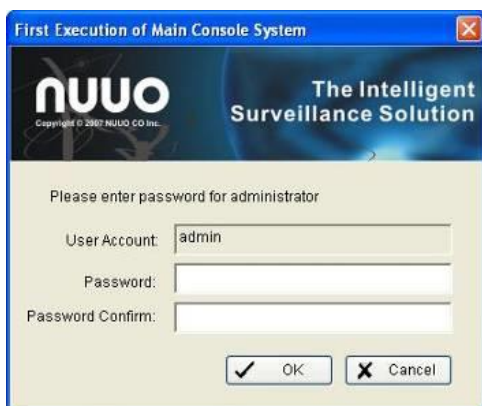 First Execution of Main Console System
nuuo
Copyright © 2007 NUUO CO Inc.
The Intelligent
Surveillance Solution
Please enter password for administrator
User Account: admin
Password:
Password Confirm:
OK Cancel